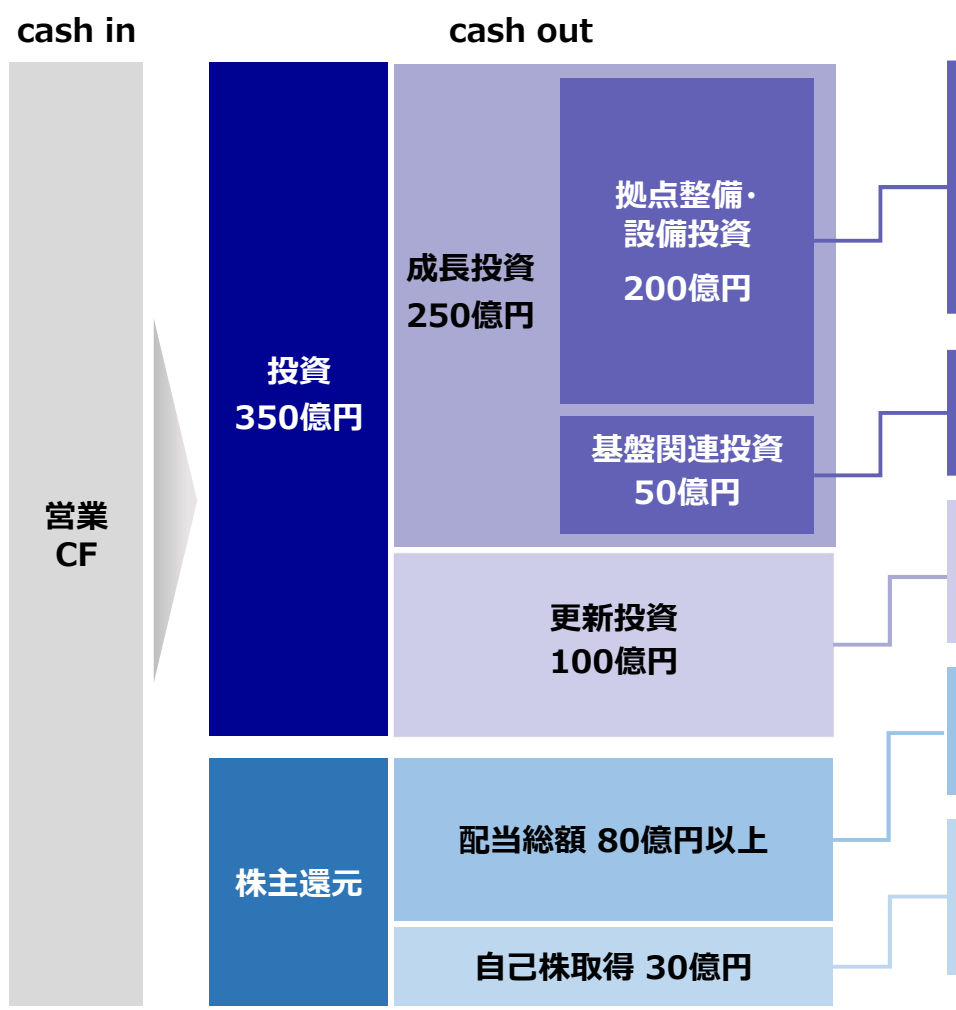 cash in
cash out
営業
CF
投資
350億円
成長投資
250億円
拠点整備･
設備投資
200億円
基盤関連投資
50億円
更新投資
100億円
株主還元
配当総額 80億円以上
自己株取得 30億円